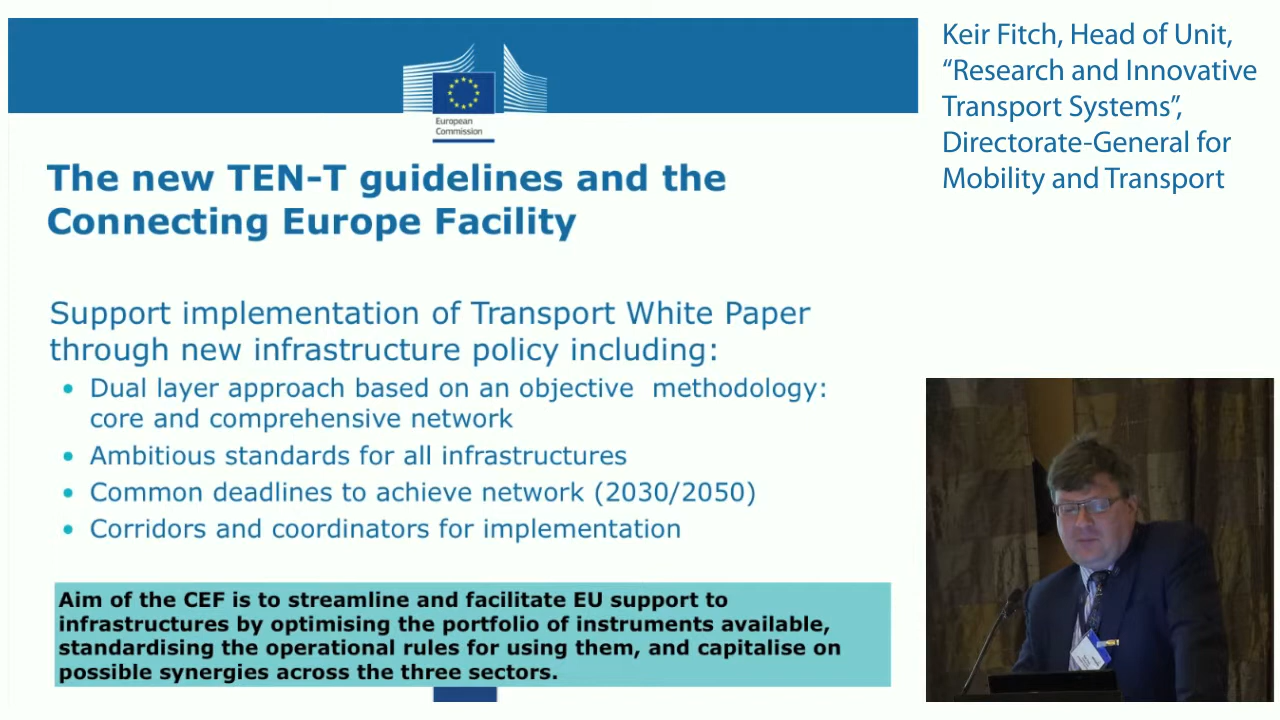 European
Commission
The new TEN-T guidelines and the
Connecting Europe Facility
Support implementation of Transport White Paper
through new infrastructure policy including:
• Dual layer approach based on an objective methodology:
core and comprehensive network
• Ambitious standards for all infrastructures
• Common deadlines to achieve network (2030/2050)
• Corridors and coordinators for implementation
Aim of the CEF is to streamline and facilitate EU support to
infrastructures by optimising the portfolio of instruments available,
standardising the operational rules for using them, and capitalise on
possible synergies across the three sectors.
Keir Fitch, Head of Unit,
“Research and Innovative
Transport Systems”,
Directorate-General for
Mobility and Transport